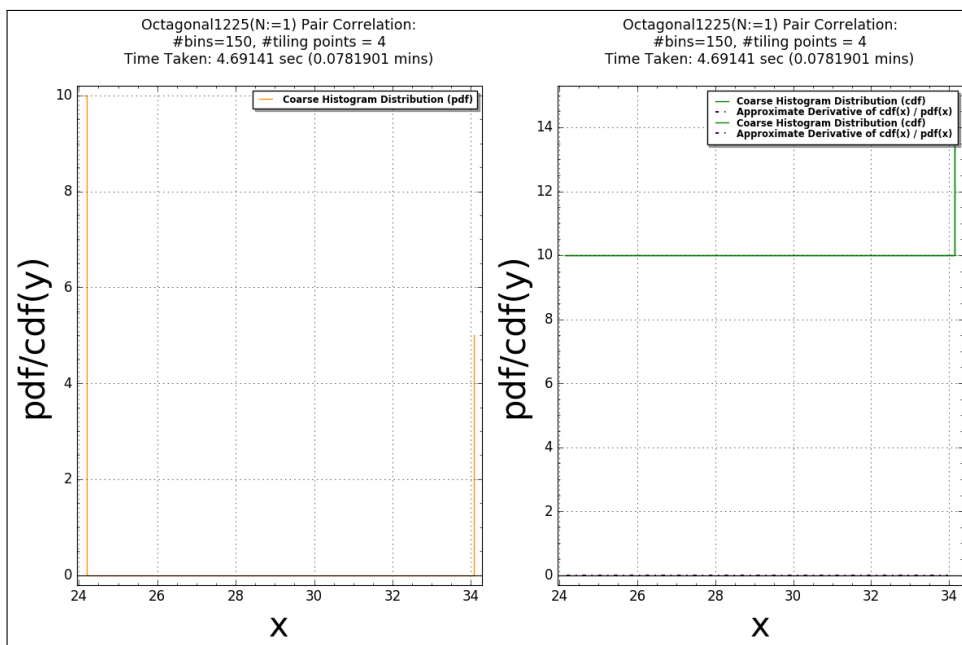 Octagonal1225(N:=1) Pair Correlation:
#bins=150, #tiling points = 4
Time Taken: 4.69141 sec (0.0781901 mins)
Coarse Histogram Distribution (pdf)
10
8
6
4
2
0
24
26
28
30
32
34
pdf/cdf(y)
x
Octagonal1225(N:=1) Pair Correlation:
#bins=150, #tiling points = 4
Time Taken: 4.69141 sec (0.0781901 mins)
Coarse Histogram Distribution (cdf)
Approximate Derivative of cdf(x) / pdf(x)
Coarse Histogram Distribution (cdf)
Approximate Derivative of cdf(x) / pdf(x)
14
12
10
8
6
4
2
0
24
26
28
30
32
34
pdf/cdf(y)
x